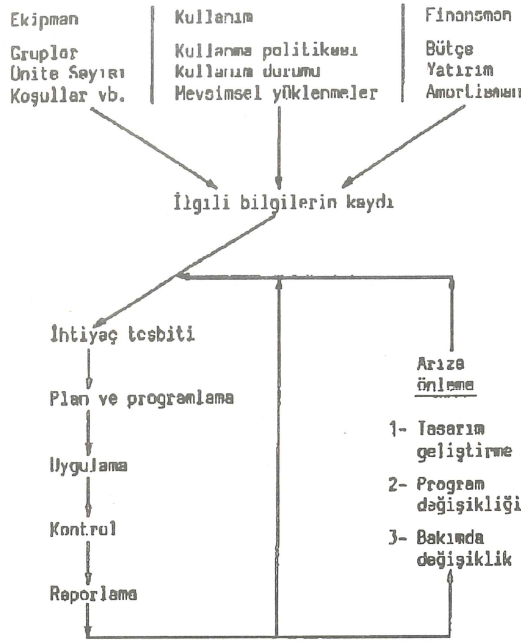 Ekipman
Gruplar
Ünite Sayısı
Koşullar vb.
Kullanım
Kullanma politikası
Kullanım durumu
Mevsimsel yüklenmeler
Finansman
Bütçe
Yatırım
Amortisman
İlgili bilgilerin kaydı
İhtiyaç tesbiti
Plan ve programlama
Uygulama
Kontrol
Raporlama
Arıza
önleme
1- Tasarım
geliştirme
2- Program
değişikliği
3- Bakımda
değişiklik